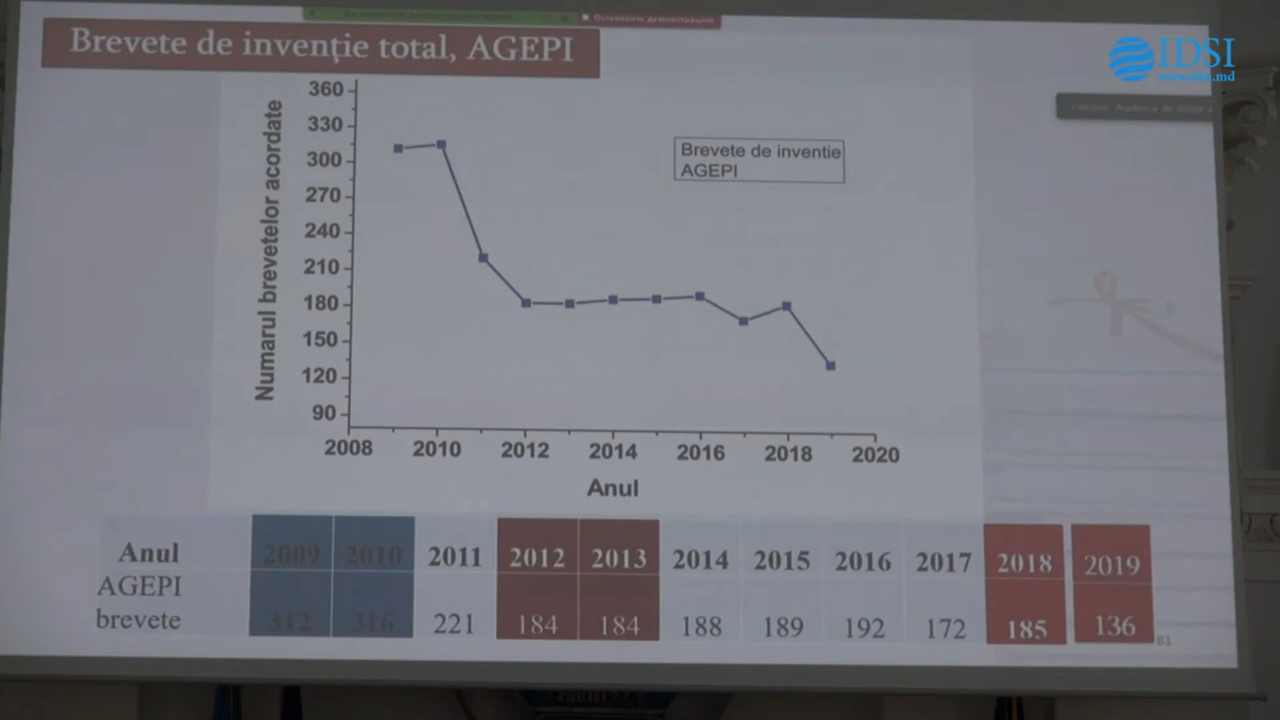 Остановить демонстрацию
Brevete de invenție total, AGEPI
IDSI
www.idsi.md
Numarul brevetelor acordate
360
330
300
270
240
210
180
150
120
90
Brevete de inventie
AGEPI
2008 2010 2012 2014 2016 2018 2020
Anul
Anul 2009 2010 2011 2012 2013 2014 2015 2016 2017 2018 2019
AGEPI
brevete 312 316 221 184 184 188 189 192 172 185 136
81